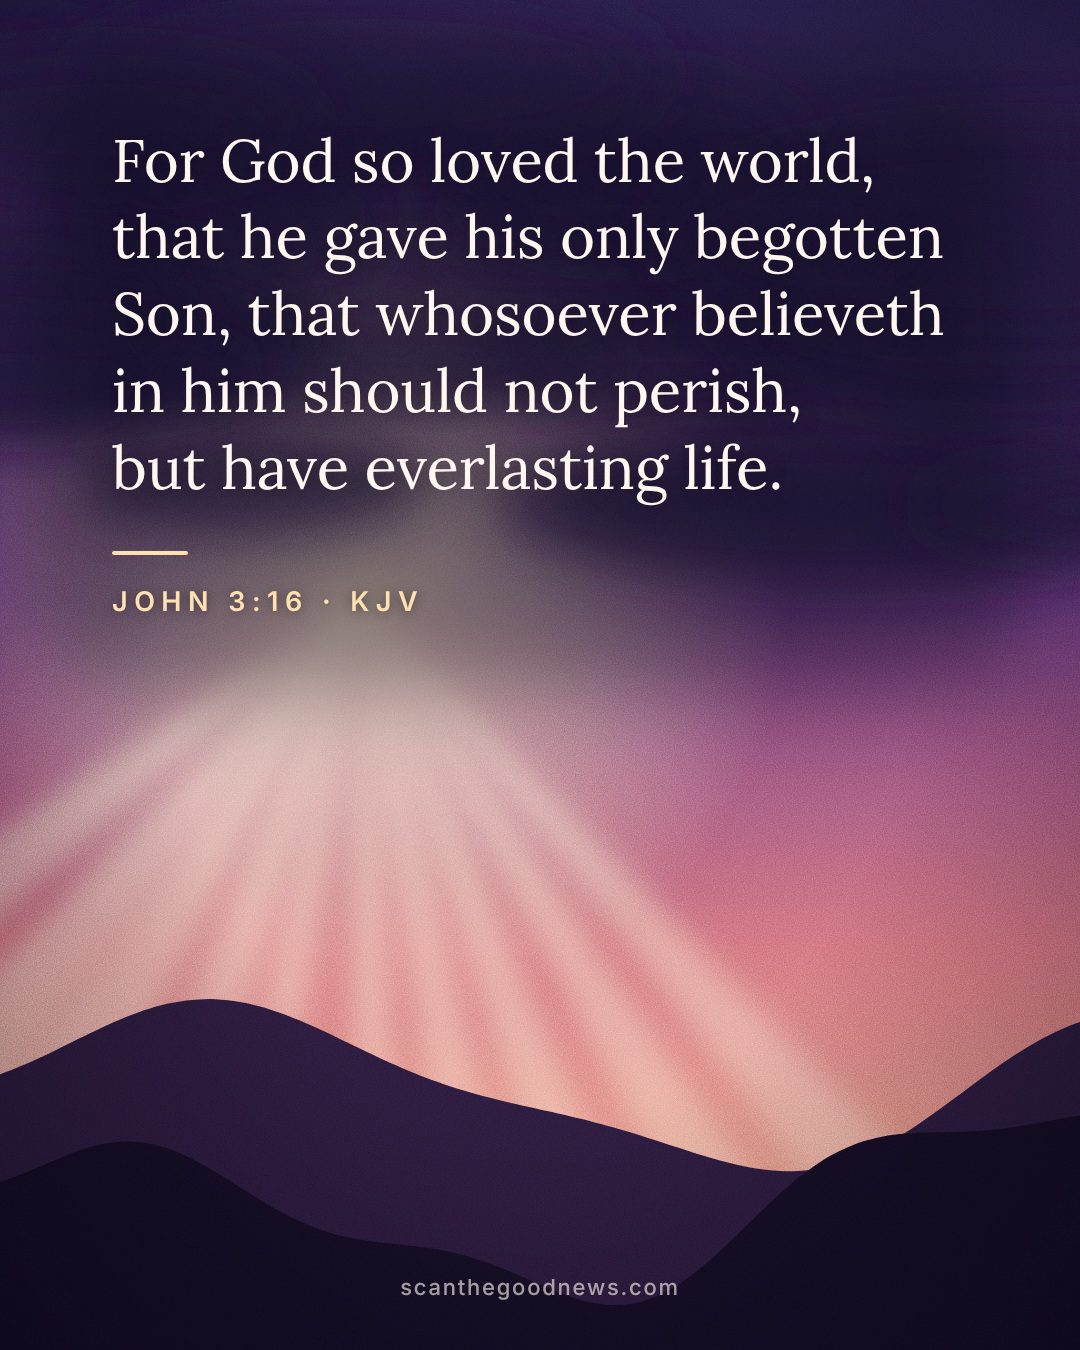 For God so loved the world,
that he gave his only begotten
Son, that whosoever believeth
in him should not perish,
but have everlasting life.
JOHN 3:16 · KJV
scanthegoodnews.com